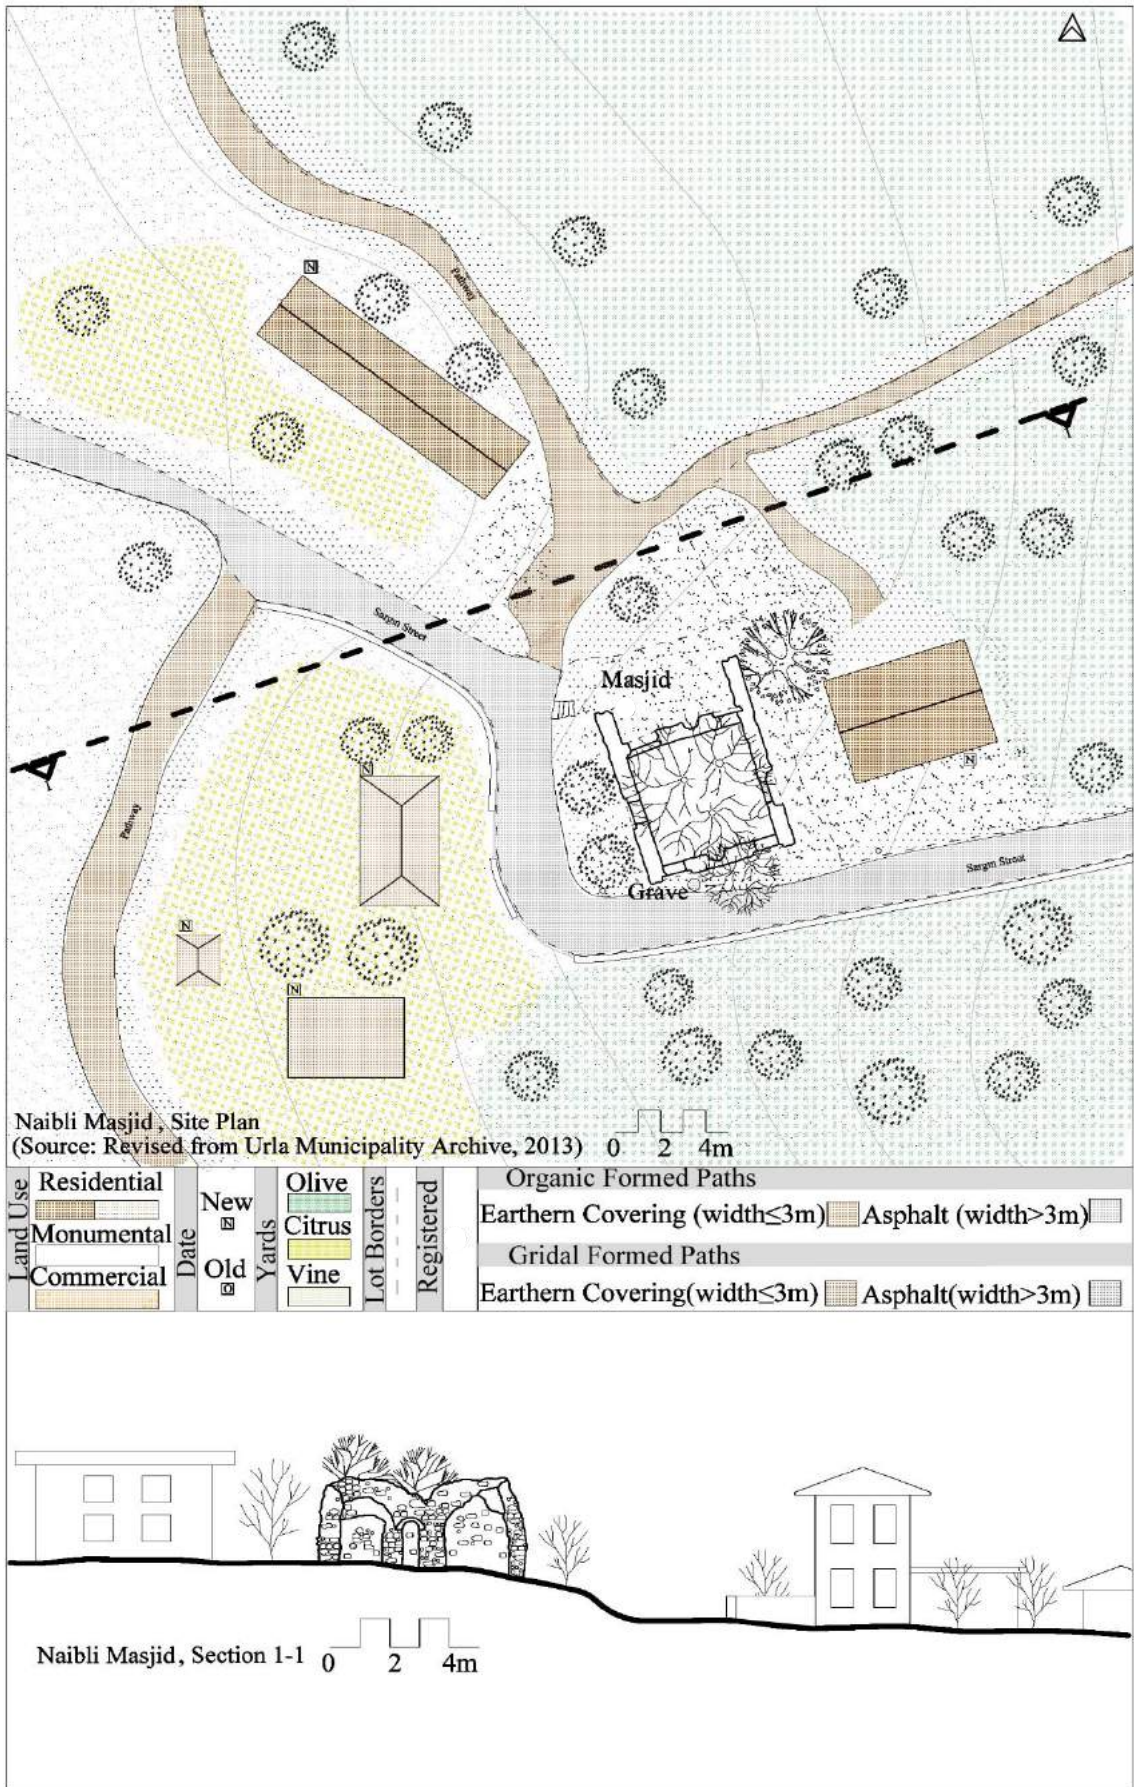 N
Pathway
Sargın Street
Masjid
N
N
Pathway
Sargın Street
Grave
N
N
Naibli Masjid, Site Plan
(Source: Revised from Urla Municipality Archive, 2013)
0 2 4m
Land Use
Residential
Monumental
Commercial
Date
New
N
Old
O
Yards
Olive
Citrus
Vine
Lot Borders
Registered
Organic Formed Paths
Earthern Covering (width≤3m) Asphalt (width>3m)
Gridal Formed Paths
Earthern Covering(width≤3m) Asphalt(width>3m)
Naibli Masjid, Section 1-1
0 2 4m